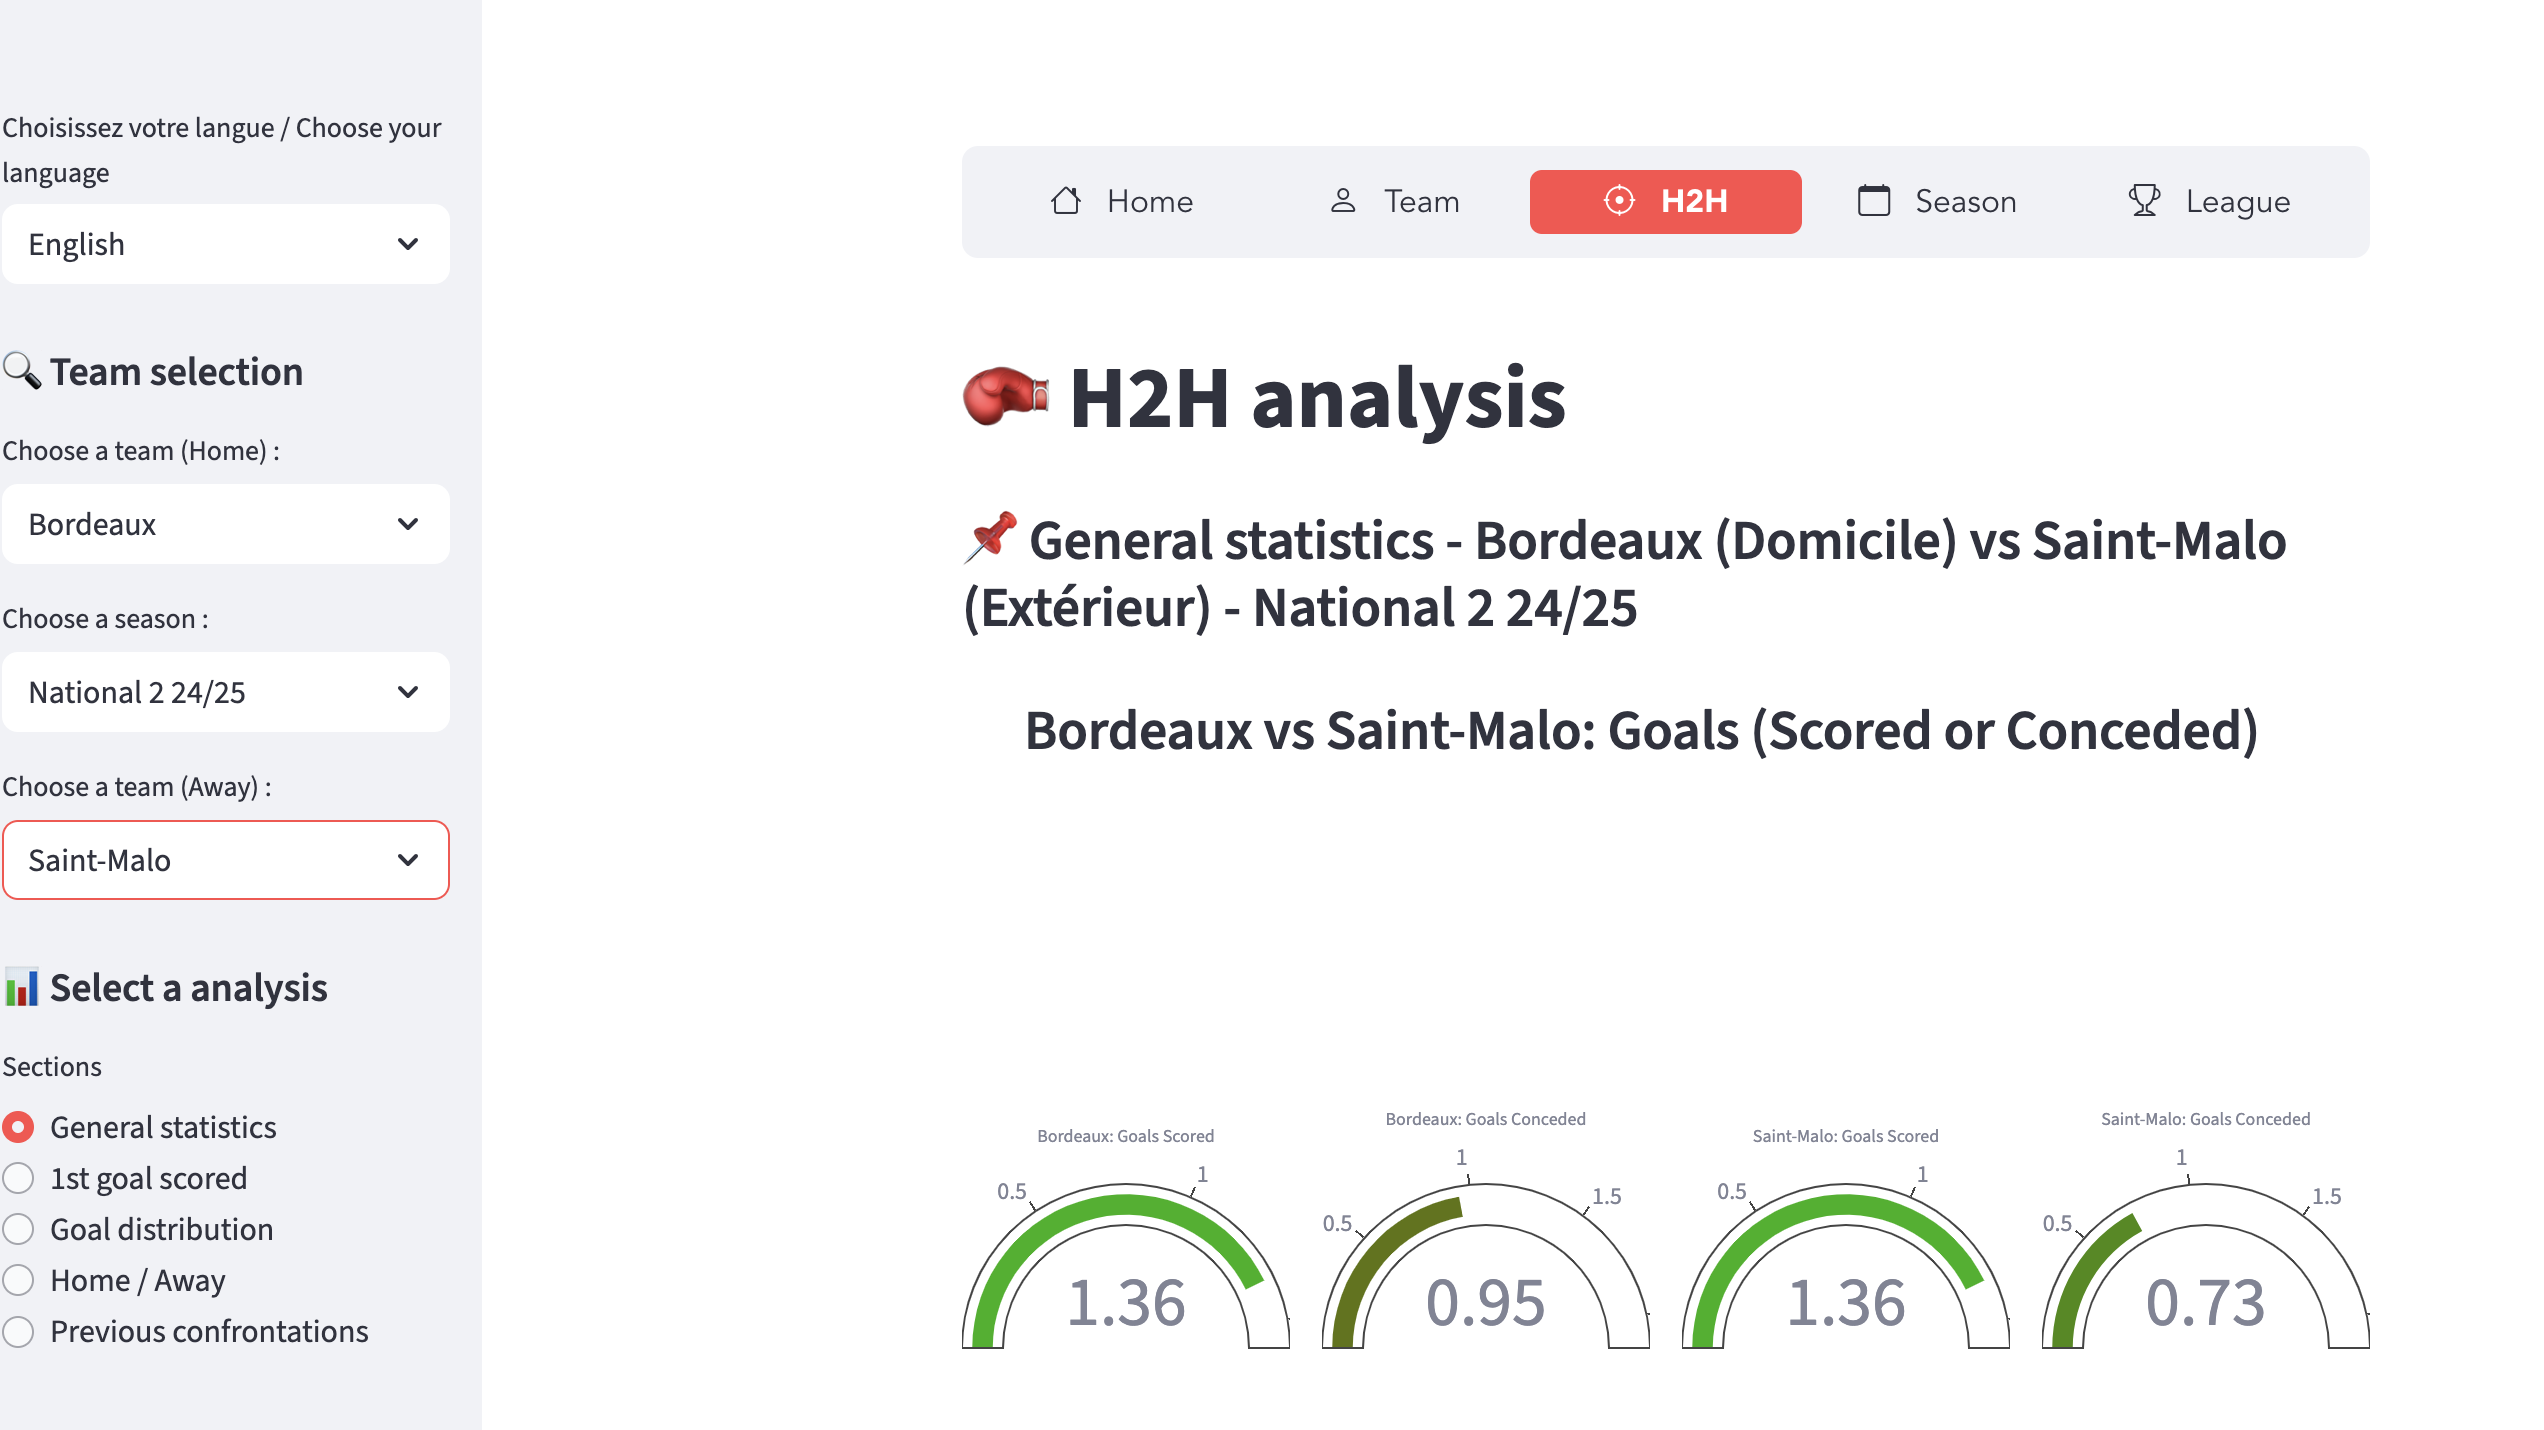 Choisissez votre langue / Choose your
language
English
Team selection
Choose a team (Home) :
Bordeaux
Choose a season :
National 2 24/25
Choose a team (Away) :
Saint-Malo
Select a analysis
Sections
General statistics
1st goal scored
Goal distribution
Home / Away
Previous confrontations
Home Team H2H Season League
H2H analysis
General statistics - Bordeaux (Domicile) vs Saint-Malo
(Extérieur) - National 2 24/25
Bordeaux vs Saint-Malo: Goals (Scored or Conceded)
Bordeaux: Goals Scored
0.5 1
1.36
Bordeaux: Goals Conceded
0.5 1 1.5
0.95
Saint-Malo: Goals Scored
0.5 1
1.36
Saint-Malo: Goals Conceded
0.5 1 1.5
0.73